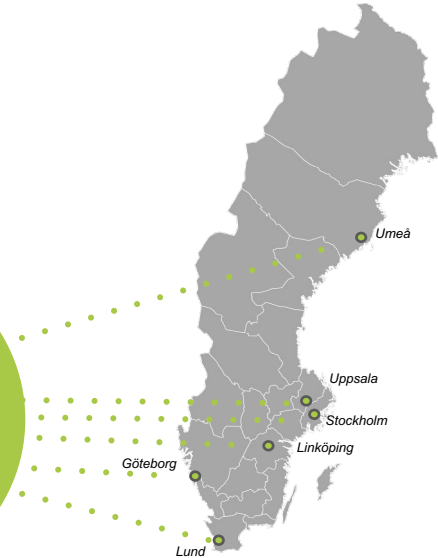 Umeå
Uppsala
Stockholm
Linköping
Göteborg
Lund